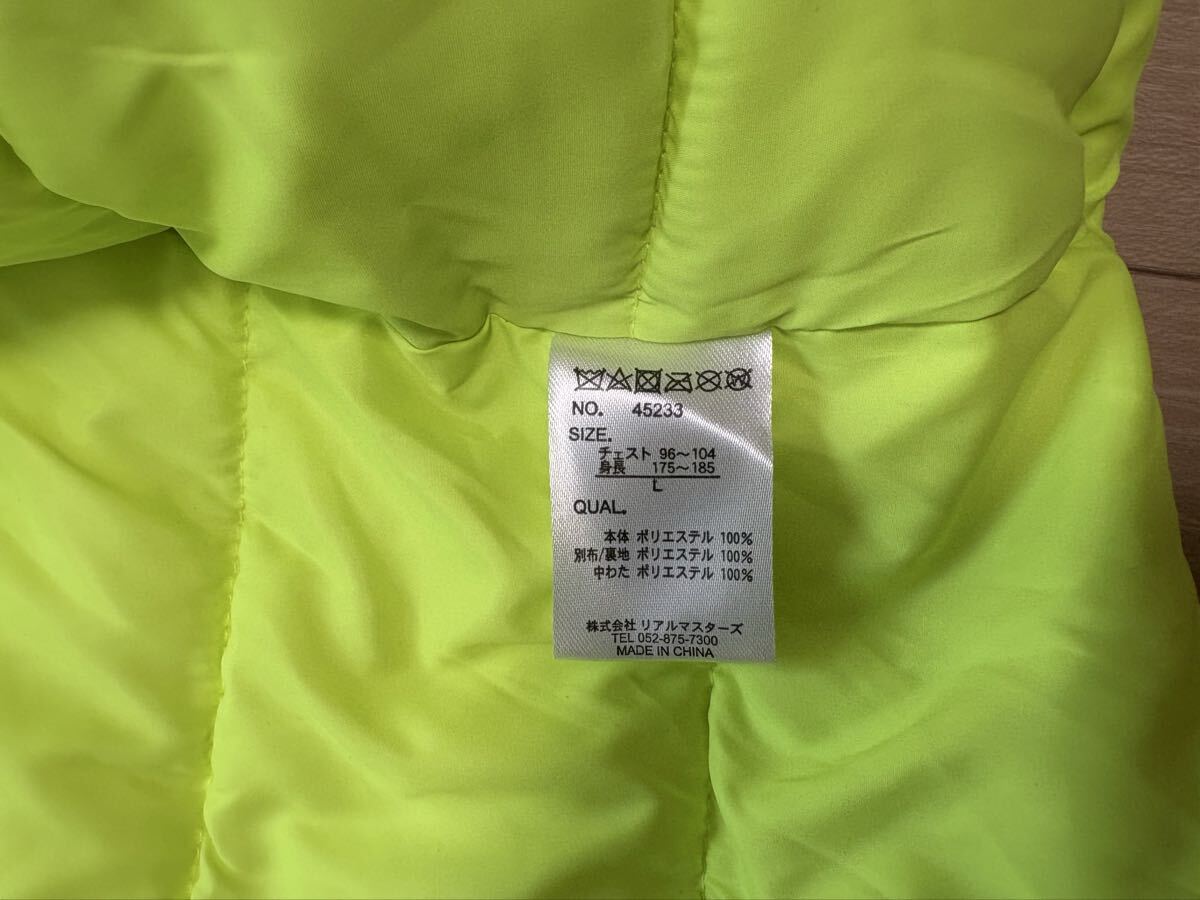 NO. 45233
SIZE.
チェスト 96～104
身長 175～185
L
QUAL.
本体 ポリエステル 100%
別布/裏地 ポリエステル 100%
中わた ポリエステル 100%
株式会社 リアルマスターズ
TEL 052-875-7300
MADE IN CHINA